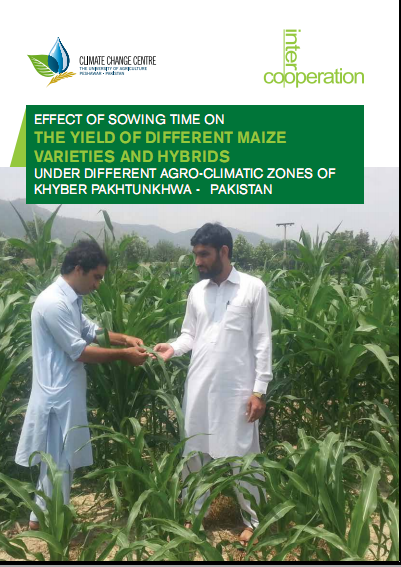 CLIMATE CHANGE CENTRE
THE UNIVERSITY OF AGRICULTURE
PESHAWAR - PAKISTAN
inter
cooperation
EFFECT OF SOWING TIME ON
THE YIELD OF DIFFERENT MAIZE
VARIETIES AND HYBRIDS
UNDER DIFFERENT AGRO-CLIMATIC ZONES OF
KHYBER PAKHTUNKHWA - PAKISTAN